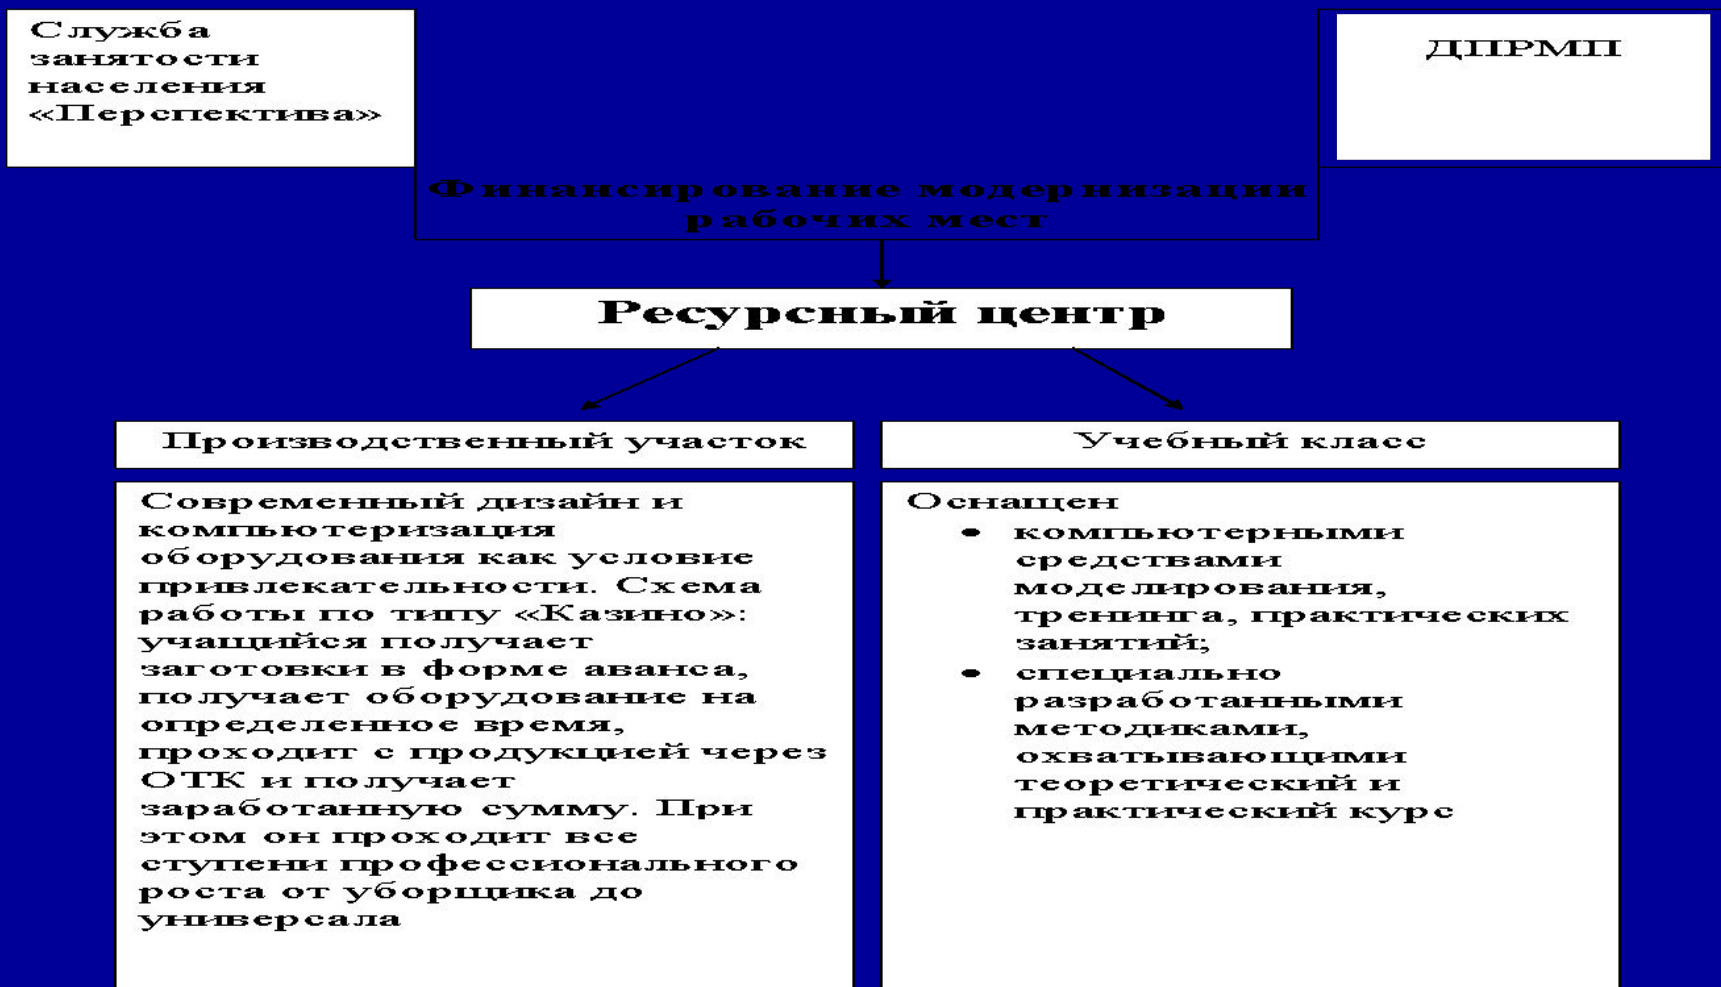 Служба
занятости
населения
«Перспектива»
ДПРМП
Финансирование модернизации
рабочих мест
Ресурсный центр
Производственный участок
Современный дизайн и
компьютеризация
оборудования как условие
привлекательности. Схема
работы по типу «Казино»:
учащийся получает
заготовки в форме аванса,
получает оборудование на
определенное время,
проходит с продукцией через
ОТК и получает
заработанную сумму. При
этом он проходит все
ступени профессионального
роста от уборщика до
универсала
Учебный класс
Оснащен
• компьютерными
средствами
моделирования,
тренинга, практических
занятий;
• специально
разработанными
методиками,
охватывающими
теоретический и
практический курс